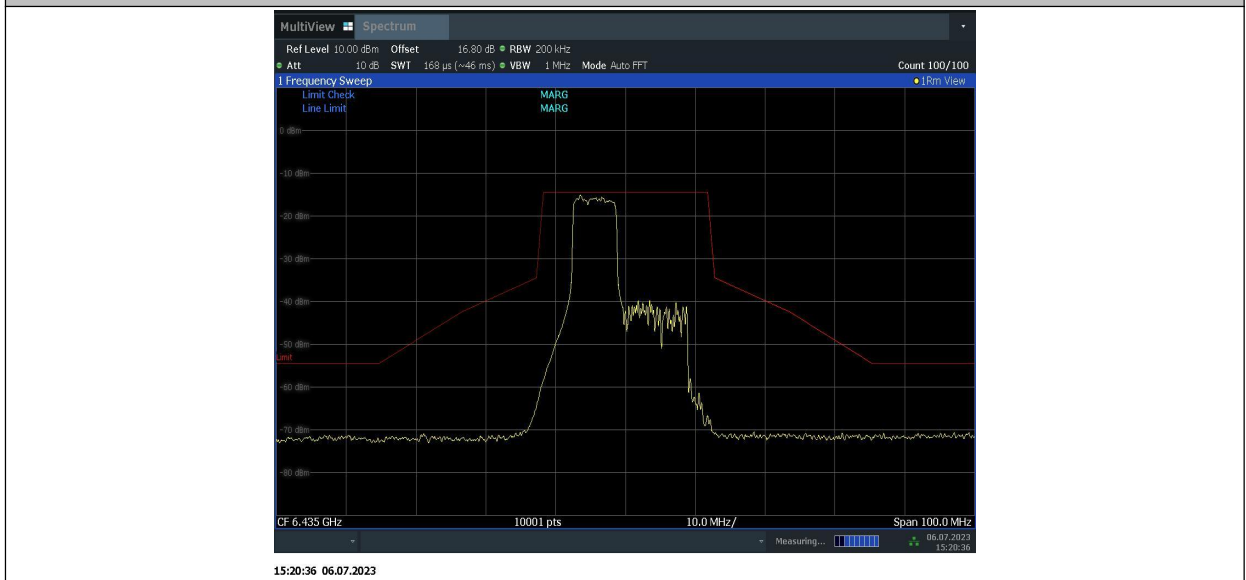 MultiView Spectrum
Ref Level 10.00 dBm Offset 16.80 dB RBW 200 kHz
Att 10 dB SWT 168 µs (~46 ms) VBW 1 MHz Mode Auto FFT Count 100/100
1 Frequency Sweep 1Rm View
Limit Check MARG
Line Limit MARG
0 dBm
-10 dBm
-20 dBm
-30 dBm
-40 dBm
-50 dBm
Limit
-60 dBm
-70 dBm
-80 dBm
CF 6.435 GHz 10001 pts 10.0 MHz/ Span 100.0 MHz
Measuring... 06.07.2023
15:20:36
15:20:36 06.07.2023